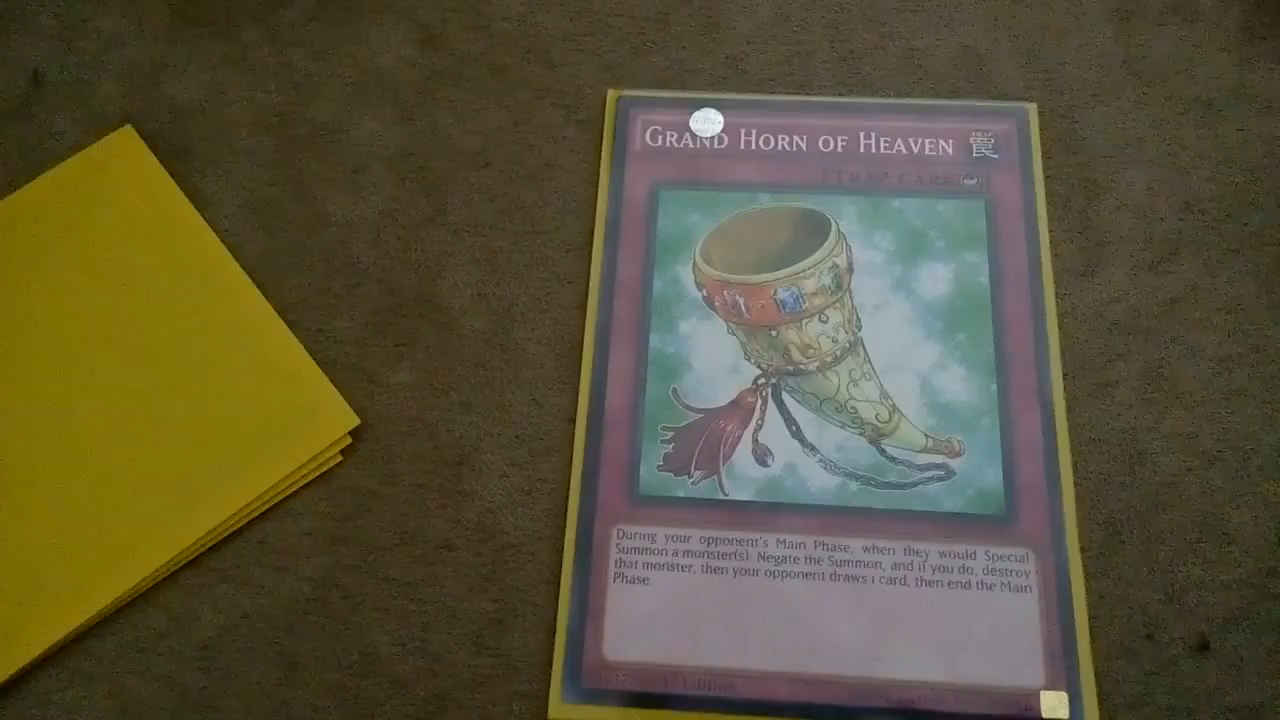 GRAND HORN OF HEAVEN
TRAP
罠
TRAP CARD
During your opponent's Main Phase, when they would Special
Summon a monster(s): Negate the Summon, and if you do, destroy
that monster, then your opponent draws 1 card, then end the Main
Phase.
Edition